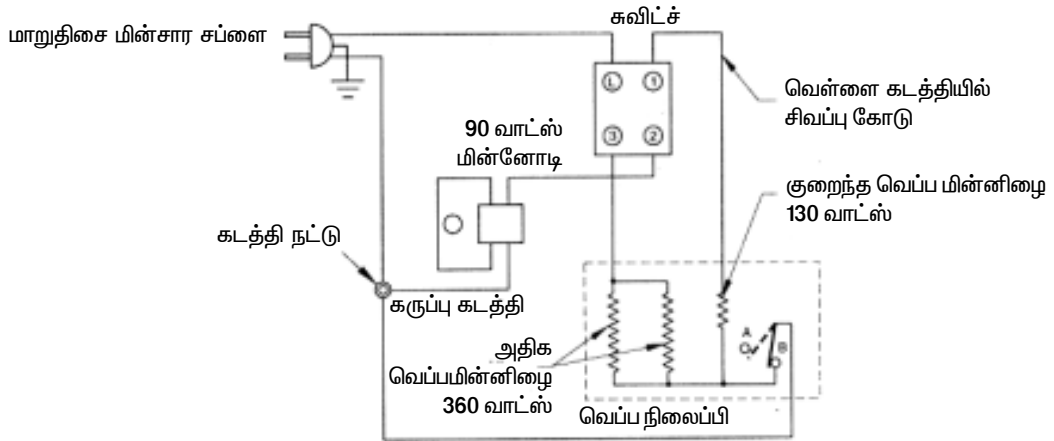 சுவிட்ச்
மாறுதிசை மின்சார சப்ளை
L
1
வெள்ளை கடத்தியில்
சிவப்பு கோடு
90 வாட்ஸ்
மின்னோடி
3
2
குறைந்த வெப்ப மின்னிழை
130 வாட்ஸ்
கடத்தி நட்டு
கருப்பு கடத்தி
A
B
அதிக
வெப்பமின்னிழை
360 வாட்ஸ்
வெப்ப நிலைப்பி